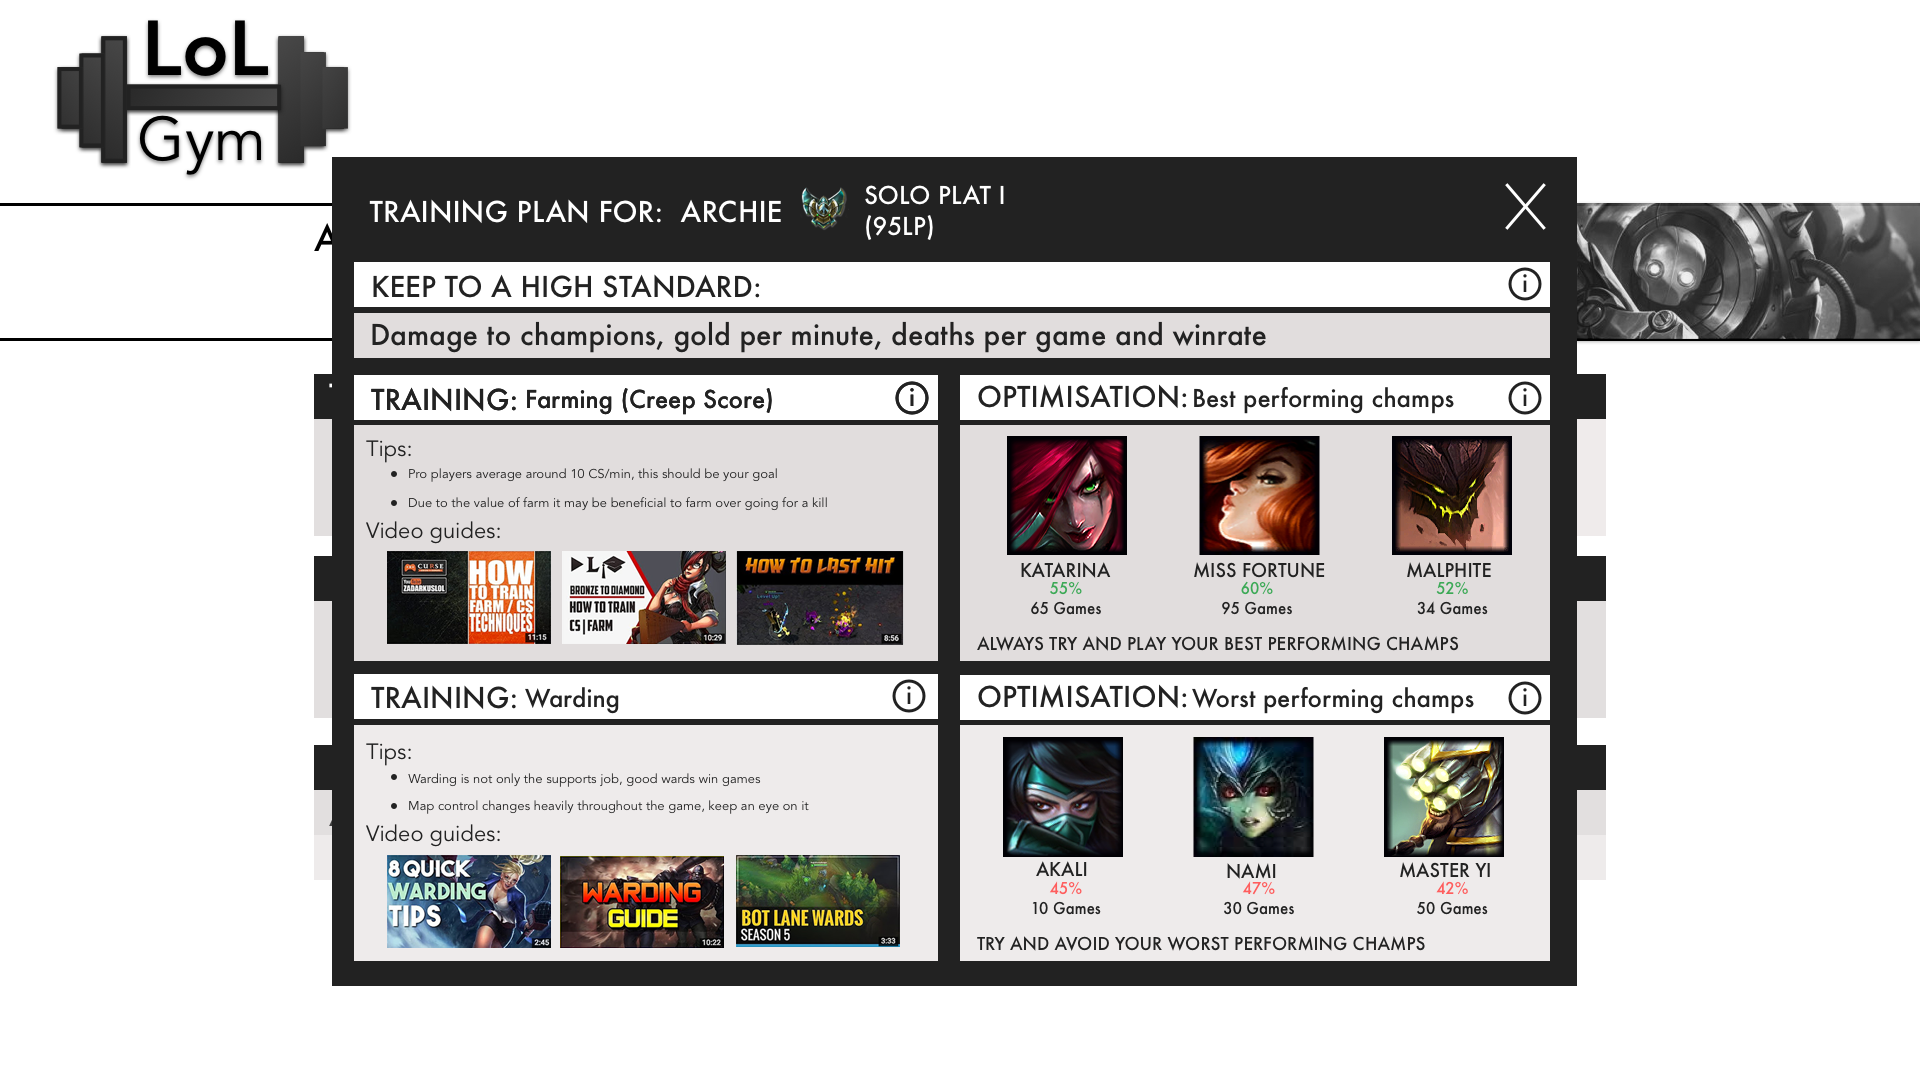 LoL
Gym
TRAINING PLAN FOR: ARCHIE
SOLO PLAT I
(95LP)
KEEP TO A HIGH STANDARD:
Damage to champions, gold per minute, deaths per game and winrate
TRAINING: Farming (Creep Score)
Tips:
• Pro players average around 10 CS/min, this should be your goal
• Due to the value of farm it may be beneficial to farm over going for a kill
Video guides:
CURSE
ZADARKUSLOL
HOW
TO TRAIN
FARM / CS
TECHNIQUES
11:15
BRONZE TO DIAMOND
HOW TO TRAIN
CS | FARM
10:29
HOW TO LAST HIT
8:56
OPTIMISATION: Best performing champs
KATARINA
55%
65 Games
MISS FORTUNE
60%
95 Games
MALPHITE
52%
34 Games
ALWAYS TRY AND PLAY YOUR BEST PERFORMING CHAMPS
TRAINING: Warding
Tips:
• Warding is not only the supports job, good wards win games
• Map control changes heavily throughout the game, keep an eye on it
Video guides:
8 QUICK
WARDING
TIPS
2:45
WARDING
GUIDE
10:22
BOT LANE WARDS
SEASON 5
3:33
OPTIMISATION: Worst performing champs
AKALI
45%
10 Games
NAMI
47%
30 Games
MASTER YI
42%
50 Games
TRY AND AVOID YOUR WORST PERFORMING CHAMPS